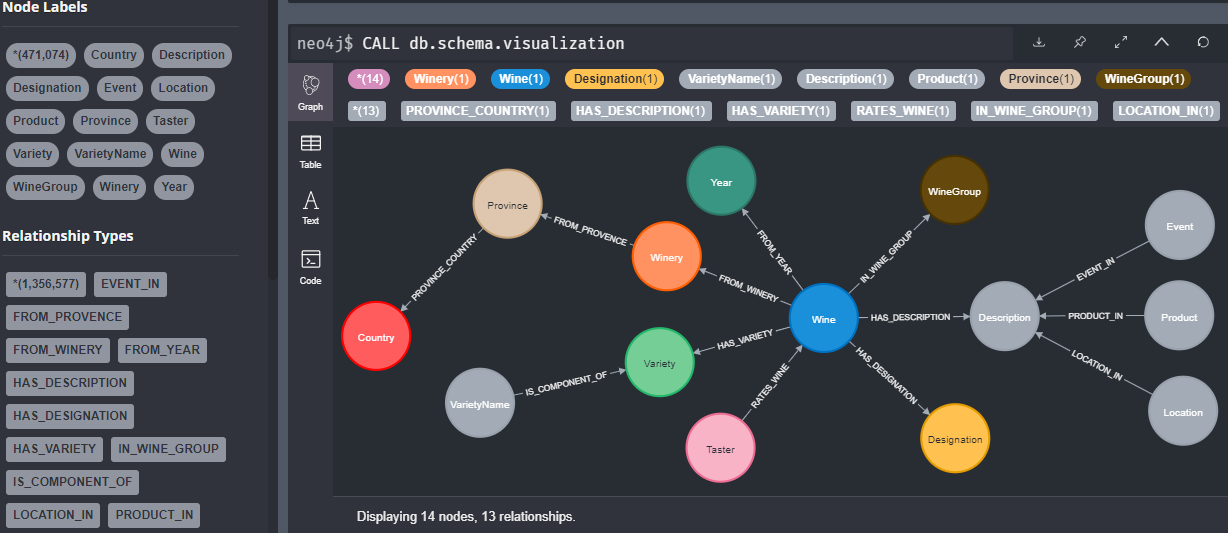 Node Labels
*(471,074) Country Description
Designation Event Location
Product Province Taster
Variety VarietyName Wine
WineGroup Winery Year
Relationship Types
*(1,356,577) EVENT_IN
FROM_PROVENCE
FROM_WINERY FROM_YEAR
HAS_DESCRIPTION
HAS_DESIGNATION
HAS_VARIETY IN_WINE_GROUP
IS_COMPONENT_OF
LOCATION_IN PRODUCT_IN
neo4j$ CALL db.schema.visualization
Graph
Table
Text
Code
*(14) Winery(1) Wine(1) Designation(1) VarietyName(1) Description(1) Product(1) Province(1) WineGroup(1)
*(13) PROVINCE_COUNTRY(1) HAS_DESCRIPTION(1) HAS_VARIETY(1) RATES_WINE(1) IN_WINE_GROUP(1) LOCATION_IN(1)
Year
WineGroup
Province
Event
FROM_PROVENCE
FROM_YEAR
IN_WINE_GROUP
Winery
PROVINCE_COUNTRY
EVENT_IN
FROM_WINERY
Wine
HAS_DESCRIPTION
Description
PRODUCT_IN
Product
Country
HAS_VARIETY
Variety
LOCATION_IN
IS_COMPONENT_OF
HAS_DESIGNATION
RATES_WINE
VarietyName
Location
Taster
Designation
Displaying 14 nodes, 13 relationships.